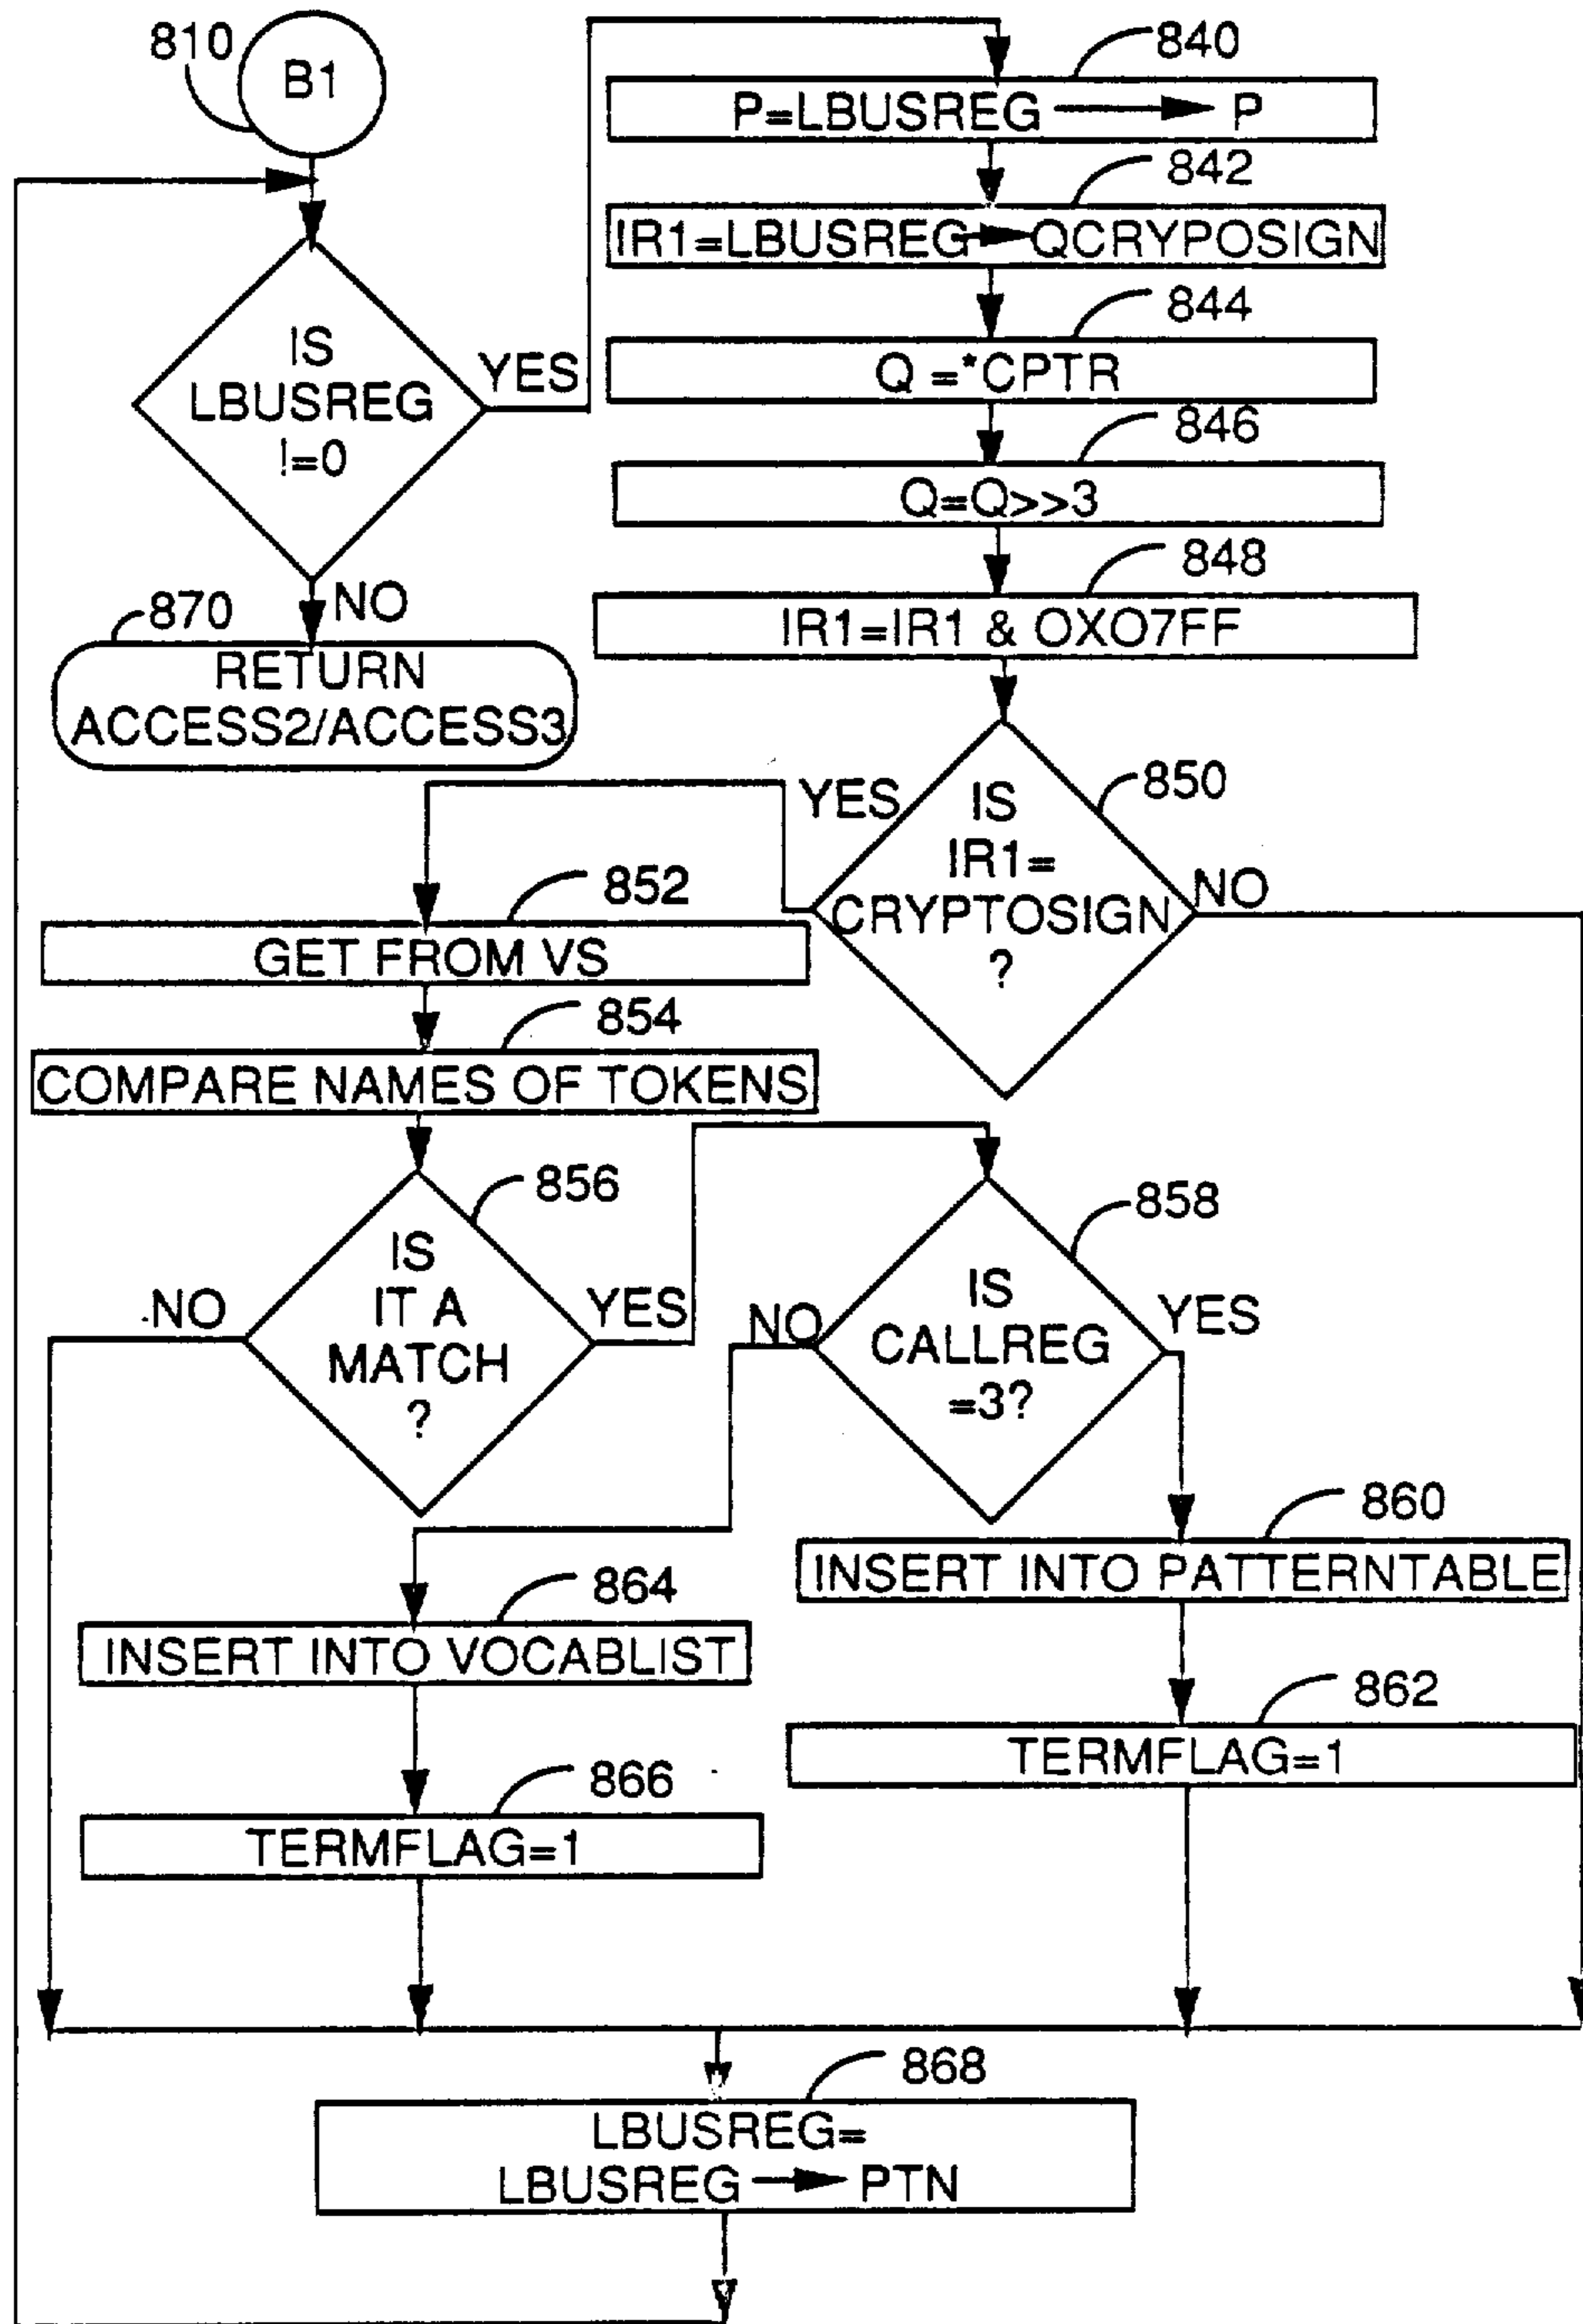 810
B1
IS
LBUSREG
!=0
YES
NO
870
RETURN
ACCESS2/ACCESS3
840
P=LBUSREG → P
842
IR1=LBUSREG→QCRYPOSIGN
844
Q =*CPTR
846
Q=Q>>3
848
IR1=IR1 & OXO7FF
850
IS
IR1=
CRYPTOSIGN
?
YES
NO
852
GET FROM VS
854
COMPARE NAMES OF TOKENS
856
IS
IT A
MATCH
?
NO
YES
858
IS
CALLREG
=3?
NO
YES
860
INSERT INTO PATTERNTABLE
862
TERMFLAG=1
864
INSERT INTO VOCABLIST
866
TERMFLAG=1
868
LBUSREG=
LBUSREG → PTN